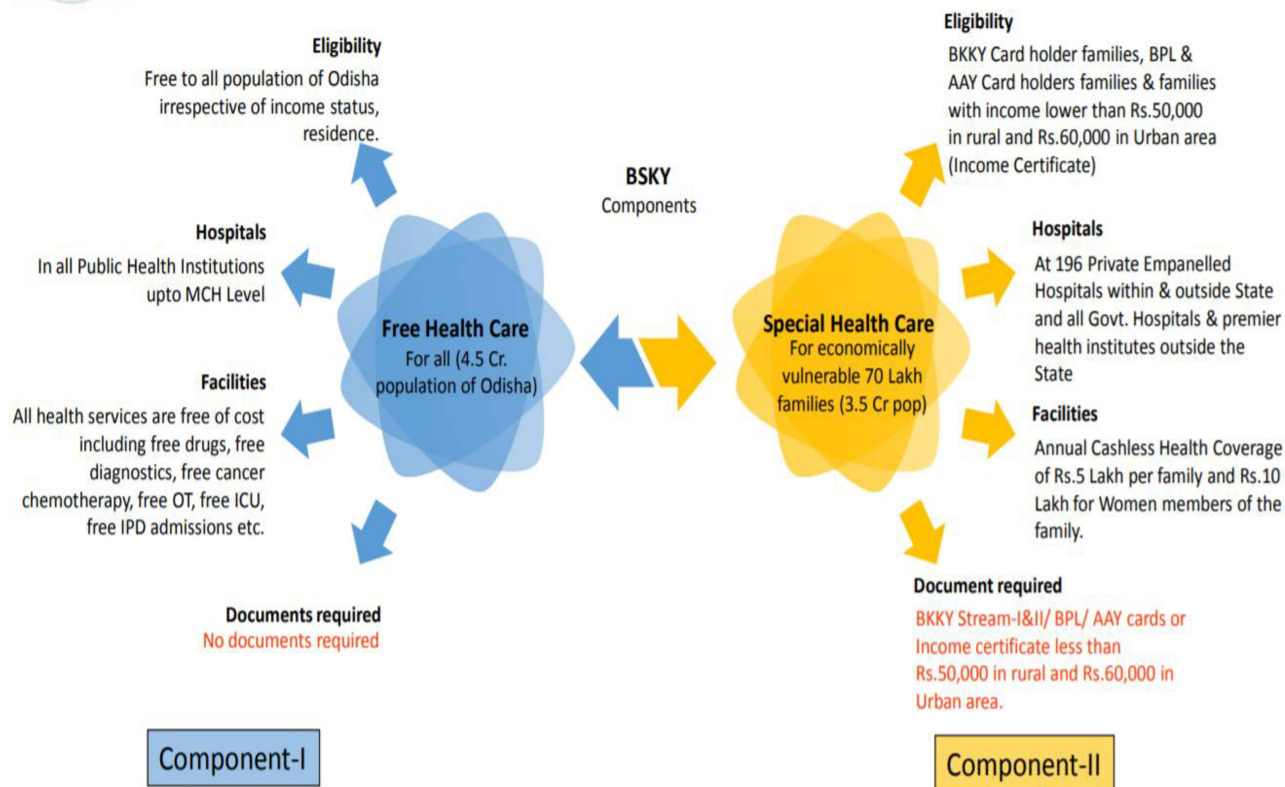 BSKY
Components
Eligibility
Free to all population of Odisha
irrespective of income status,
residence.
Hospitals
In all Public Health Institutions
upto MCH Level
Free Health Care
For all (4.5 Cr.
population of Odisha)
Facilities
All health services are free of cost
including free drugs, free
diagnostics, free cancer
chemotherapy, free OT, free ICU,
free IPD admissions etc.
Documents required
No documents required
Component-I
Eligibility
BKKY Card holder families, BPL &
AAY Card holders families & families
with income lower than Rs.50,000
in rural and Rs.60,000 in Urban area
(Income Certificate)
Hospitals
At 196 Private Empanelled
Hospitals within & outside State
and all Govt. Hospitals & premier
health institutes outside the
State
Special Health Care
For economically
vulnerable 70 Lakh
families (3.5 Cr pop)
Facilities
Annual Cashless Health Coverage
of Rs.5 Lakh per family and Rs.10
Lakh for Women members of the
family.
Document required
BKKY Stream-I&II/ BPL/ AAY cards or
Income certificate less than
Rs.50,000 in rural and Rs.60,000 in
Urban area.
Component-II